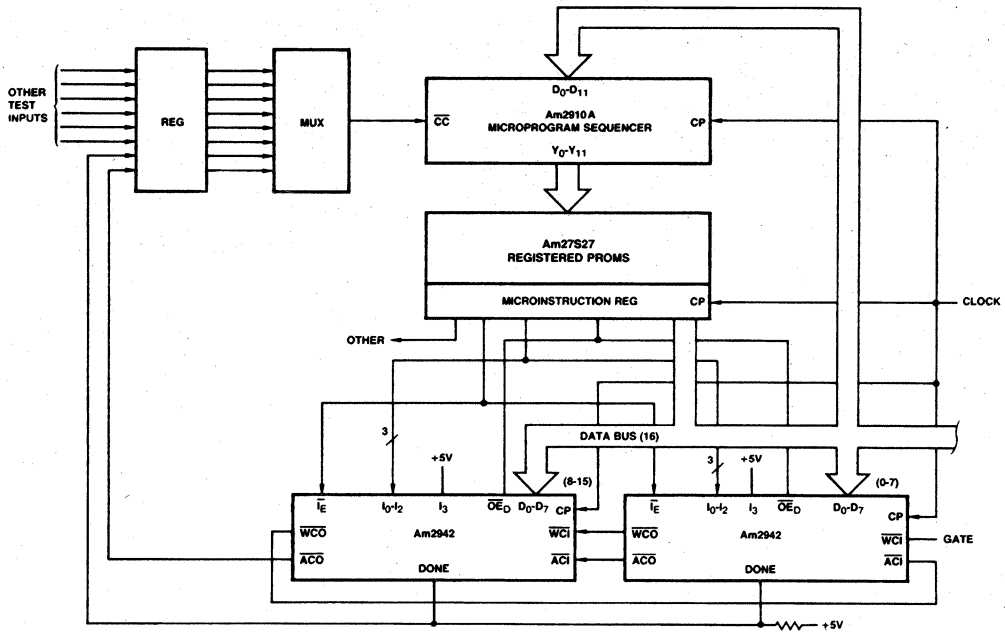 OTHER
TEST
INPUTS
REG
MUX
D0-D11
Am2910A
MICROPROGRAM SEQUENCER
CC
CP
Y0-Y11
Am27S27
REGISTERED PROMS
MICROINSTRUCTION REG
CP
CLOCK
OTHER
3
DATA BUS (16)
3
+5V
+5V
(8-15)
(0-7)
IE
I0-I2
I3
OED
D0-D7
CP
WCO
Am2942
WCI
ACO
ACI
DONE
IE
I0-I2
I3
OED
D0-D7
CP
WCO
Am2942
WCI
GATE
ACO
ACI
DONE
+5V